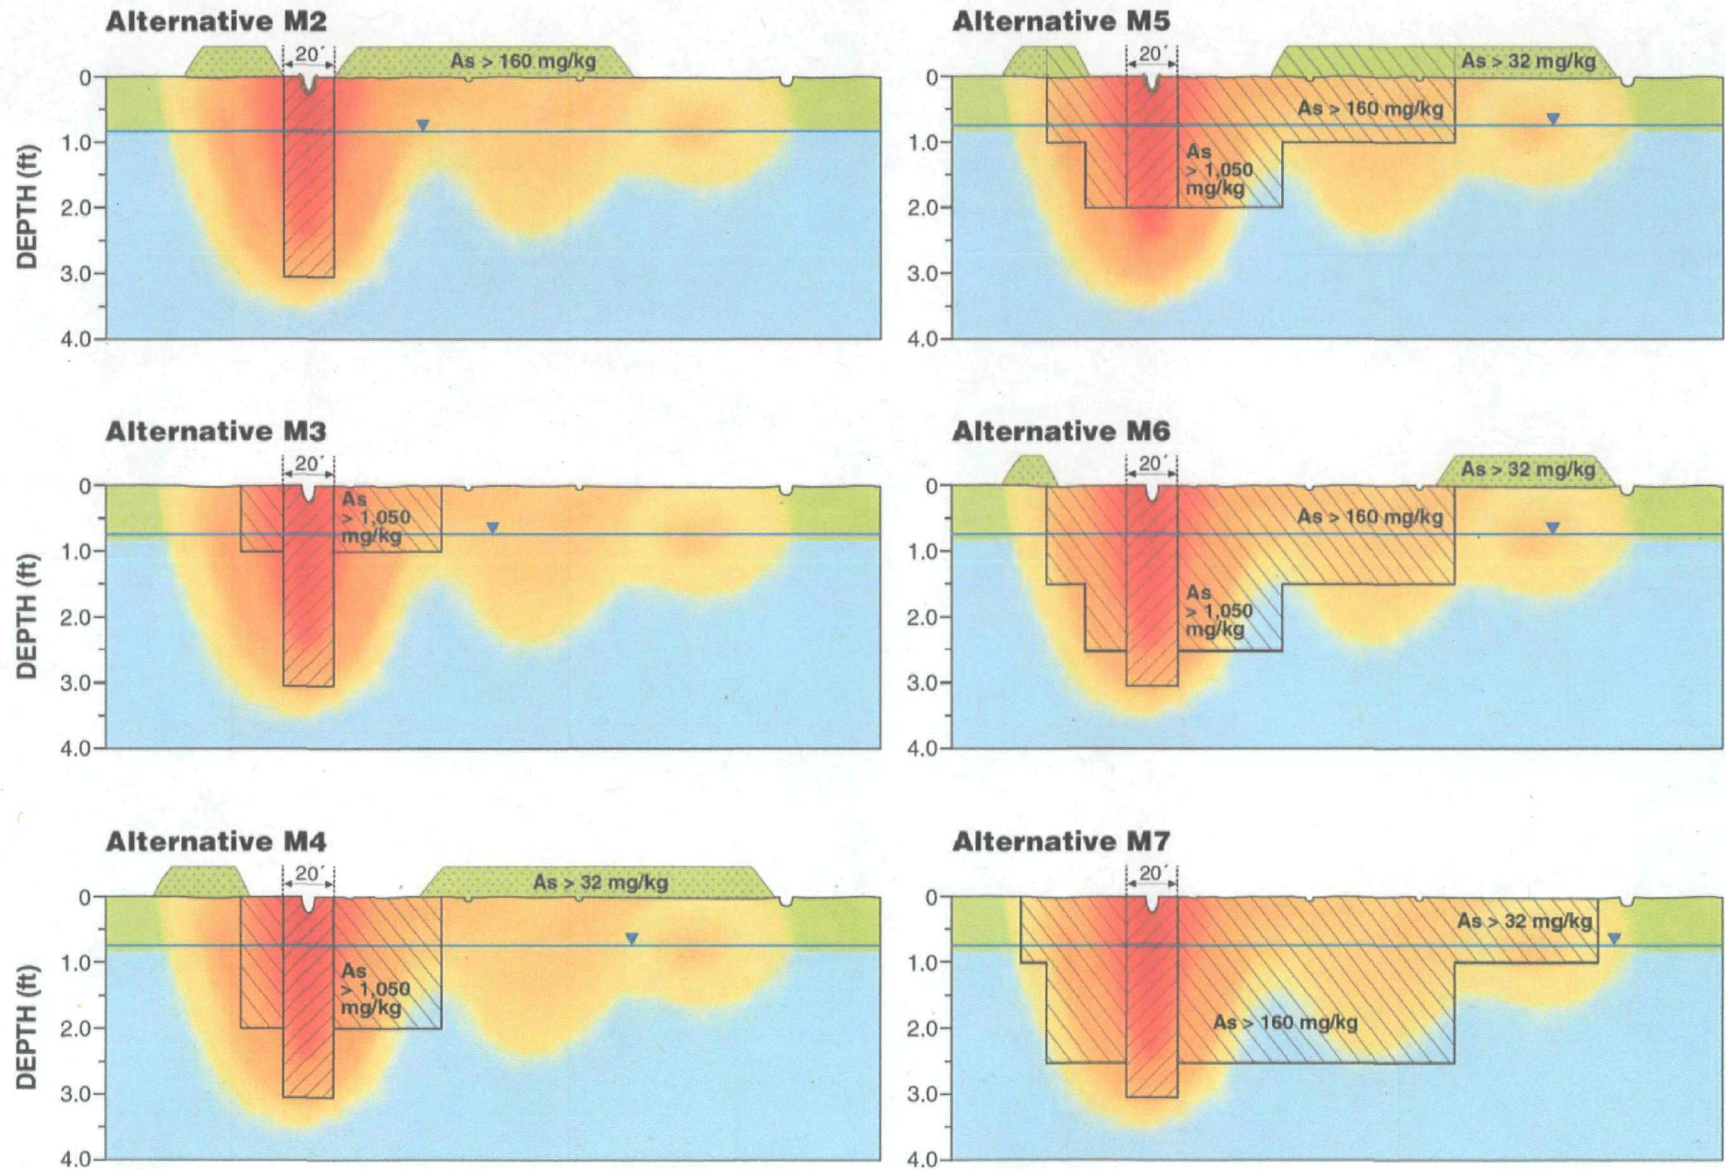 Alternative M2
20´
As > 160 mg/kg
0
1.0
2.0
3.0
4.0
DEPTH (ft)
Alternative M5
20´
As > 32 mg/kg
0
As > 160 mg/kg
1.0
As
> 1,050
mg/kg
2.0
3.0
4.0
Alternative M3
20´
0
As
> 1,050
mg/kg
1.0
2.0
3.0
4.0
DEPTH (ft)
Alternative M6
20´
As > 32 mg/kg
0
As > 160 mg/kg
1.0
As
> 1,050
mg/kg
2.0
3.0
4.0
Alternative M4
20´
As > 32 mg/kg
0
1.0
As
> 1,050
mg/kg
2.0
3.0
4.0
DEPTH (ft)
Alternative M7
20´
0
As > 32 mg/kg
1.0
As > 160 mg/kg
2.0
3.0
4.0